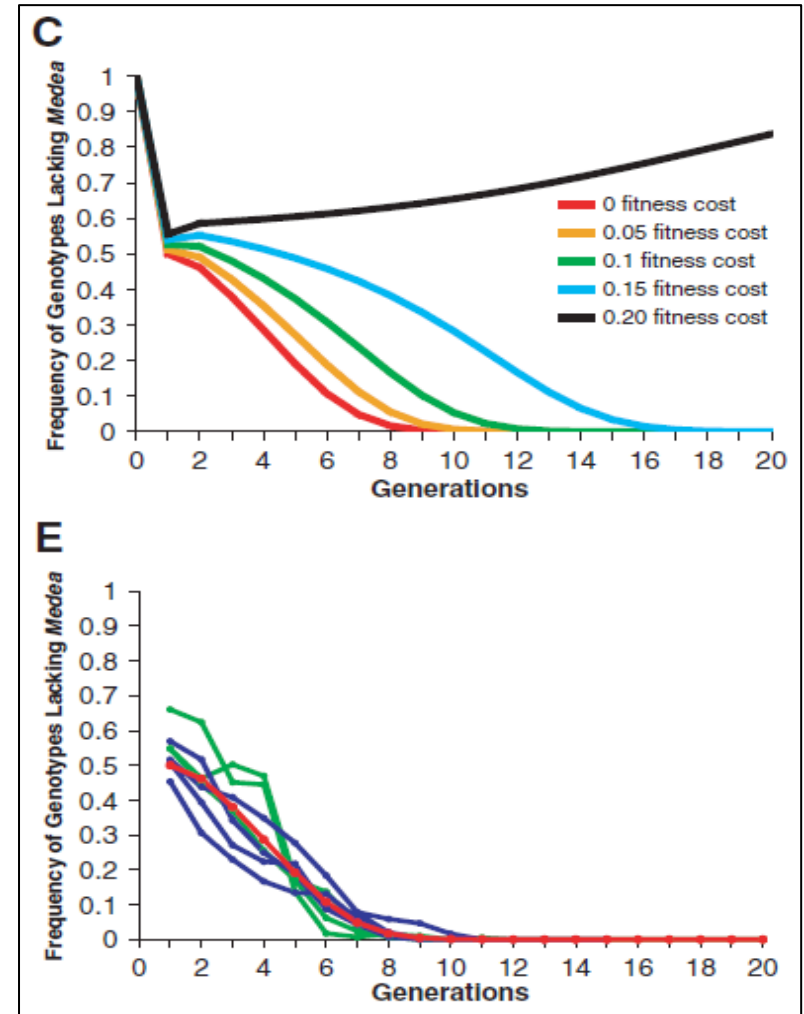 C
Frequency of Genotypes Lacking Medea
1
0.9
0.8
0.7
0.6
0.5
0.4
0.3
0.2
0.1
0
0 fitness cost
0.05 fitness cost
0.1 fitness cost
0.15 fitness cost
0.20 fitness cost
0 2 4 6 8 10 12 14 16 18 20
Generations
E
Frequency of Genotypes Lacking Medea
1
0.9
0.8
0.7
0.6
0.5
0.4
0.3
0.2
0.1
0
0 2 4 6 8 10 12 14 16 18 20
Generations